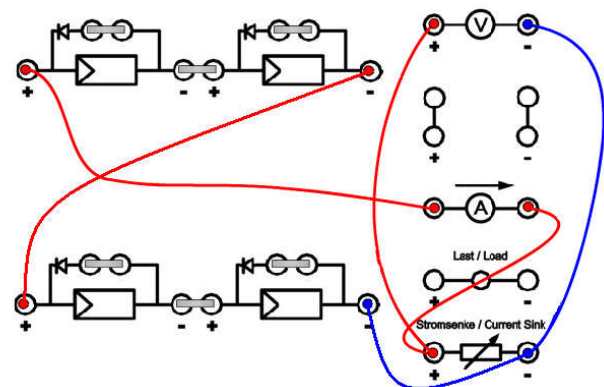 V
+ -
+ - + -
+ -
A
+ -
Last / Load
+ -
+ - + -
Stromsenke / Current Sink
+ -